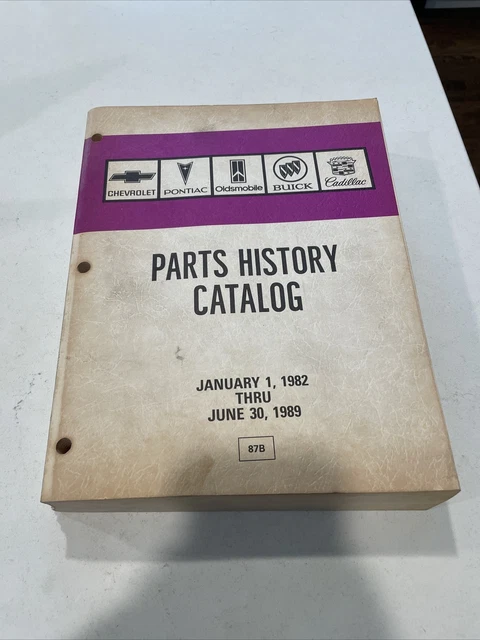 CHEVROLET PONTIAC Oldsmobile BUICK Cadillac
PARTS HISTORY
CATALOG
JANUARY 1, 1982
THRU
JUNE 30, 1989
87B